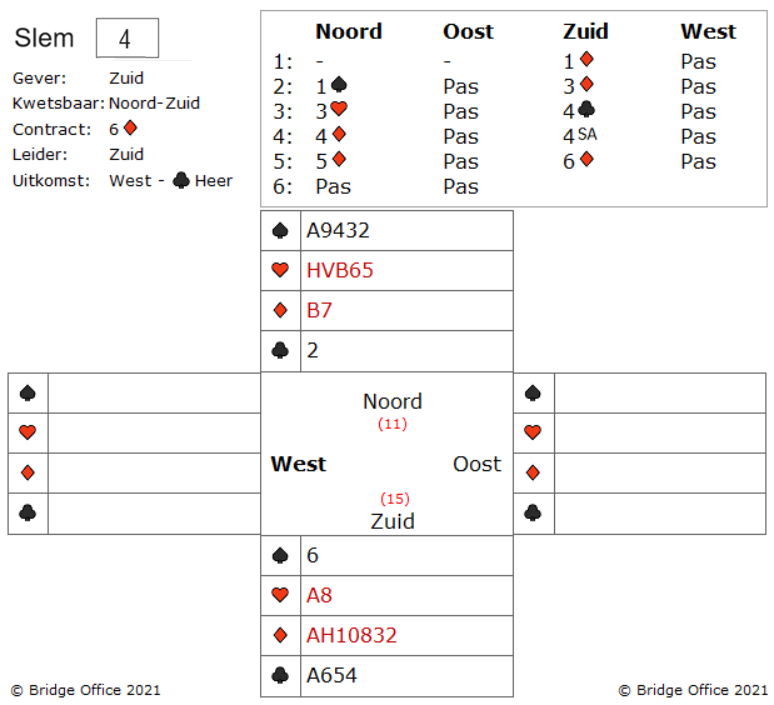 Slem 4
Gever: Zuid
Kwetsbaar: Noord-Zuid
Contract: 6♦
Leider: Zuid
Uitkomst: West - ♣ Heer
Noord Oost Zuid West
1: - - 1♦ Pas
2: 1♠ Pas 3♦ Pas
3: 3♥ Pas 4♣ Pas
4: 4♦ Pas 4SA Pas
5: 5♦ Pas 6♦ Pas
6: Pas Pas
♠ A9432
♥ HVB65
♦ B7
♣ 2
♠
♥
♦
♣
Noord
(11)
West Oost
(15)
Zuid
♠
♥
♦
♣
♠ 6
♥ A8
♦ AH10832
♣ A654
© Bridge Office 2021
© Bridge Office 2021